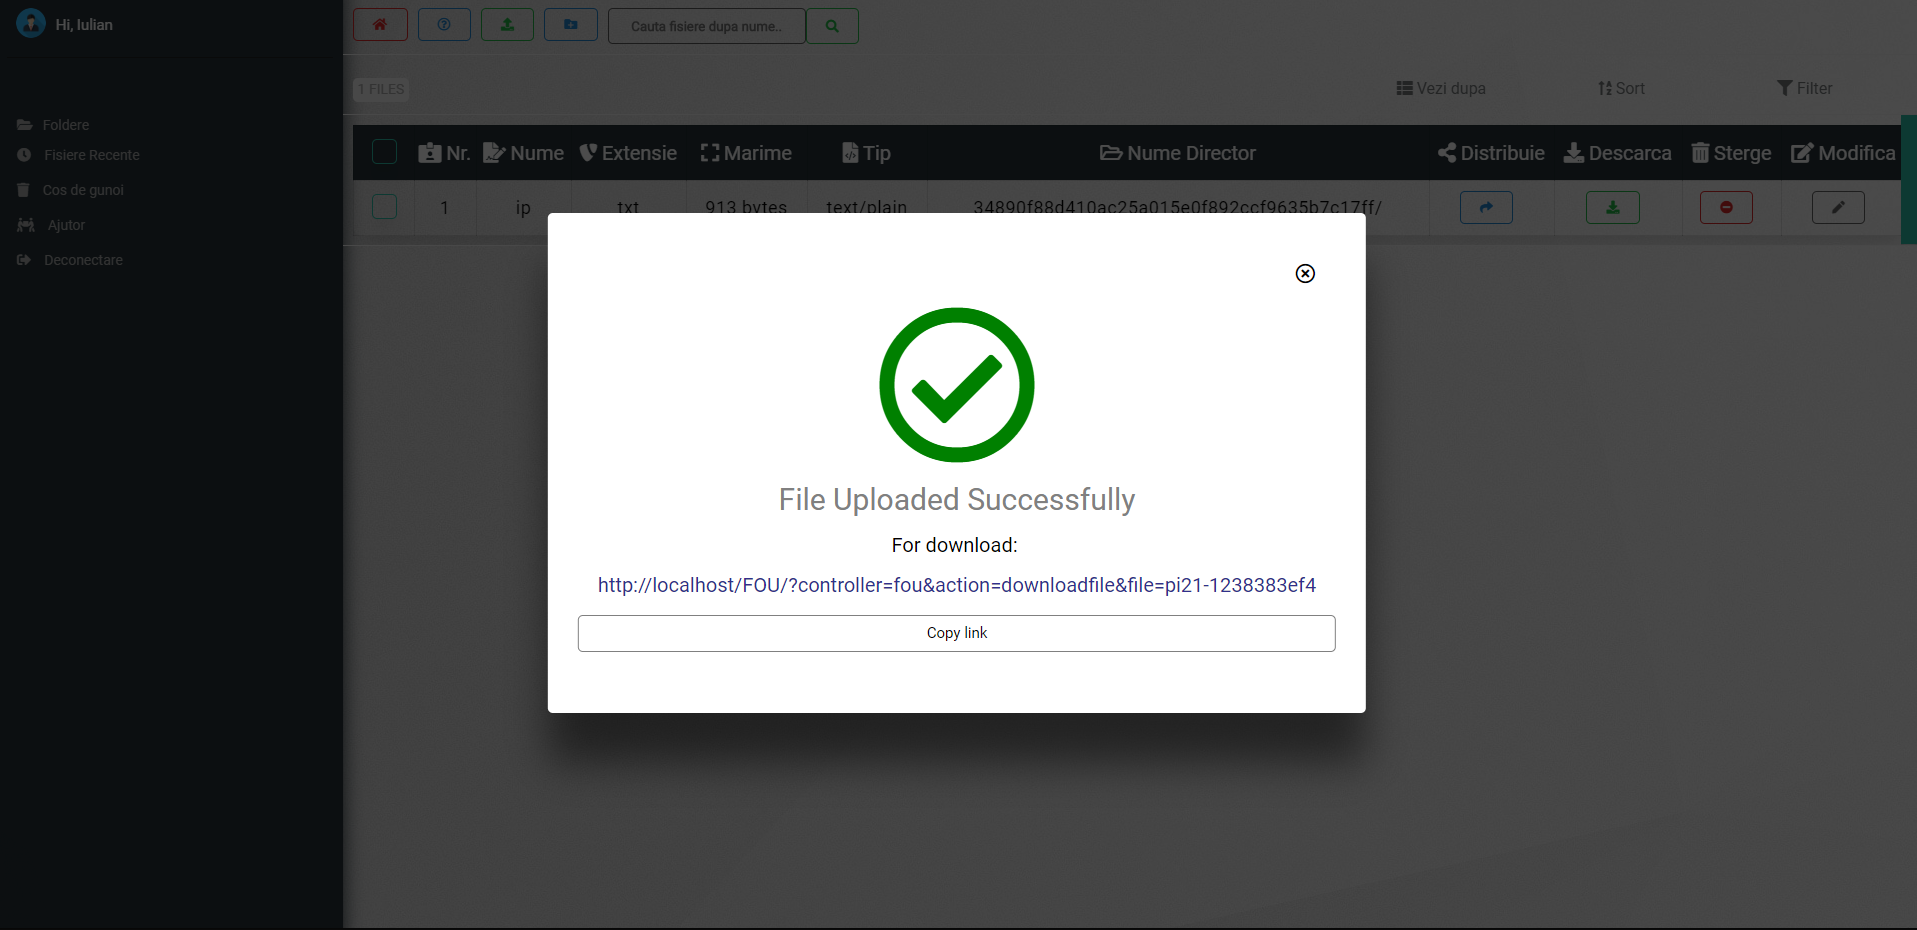 Hi, Iulian
Cauta fisiere dupa nume..
1 FILES
Vezi dupa Sort Filter
Foldere
Fisiere Recente
Cos de gunoi
Ajutor
Deconectare
Nr. Nume Extensie Marime Tip Nume Director Distribuie Descarca Sterge Modifica
1 ip txt 913 bytes text/plain 34890f88d410ac25a015e0f892ccf9635b7c17ff/
File Uploaded Successfully
For download:
http://localhost/FOU/?controller=fou&action=downloadfile&file=pi21-1238383ef4
Copy link